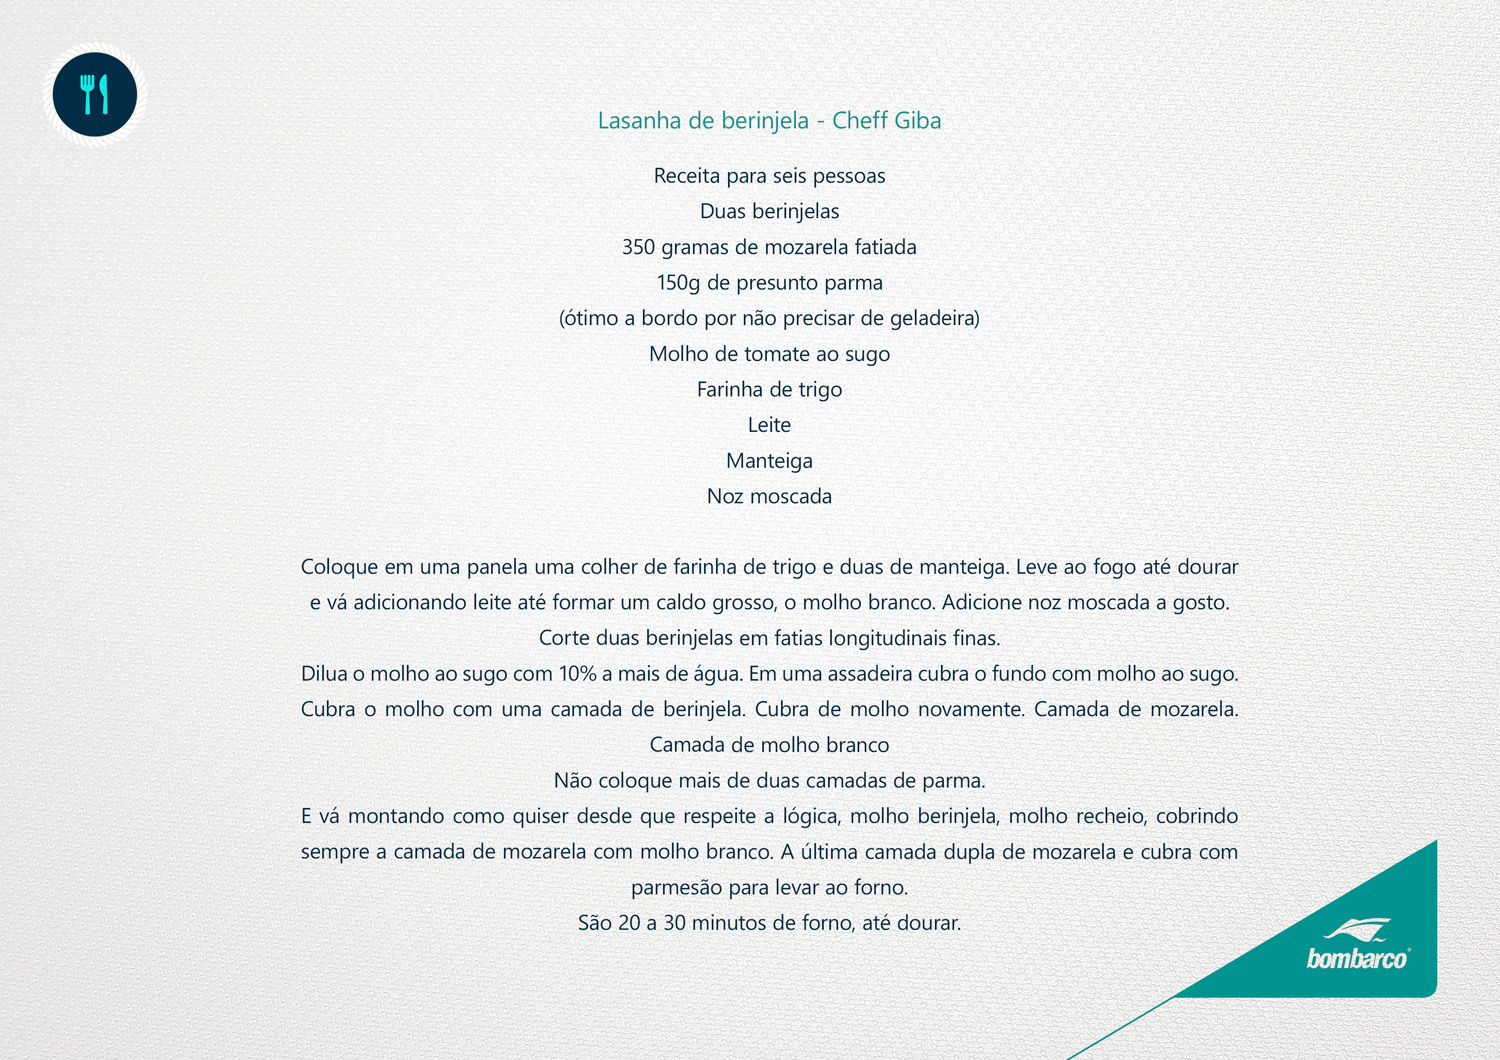 Lasanha de berinjela - Cheff Giba
Receita para seis pessoas
Duas berinjelas
350 gramas de mozarela fatiada
150g de presunto parma
(ótimo a bordo por não precisar de geladeira)
Molho de tomate ao sugo
Farinha de trigo
Leite
Manteiga
Noz moscada
Coloque em uma panela uma colher de farinha de trigo e duas de manteiga. Leve ao fogo até dourar
e vá adicionando leite até formar um caldo grosso, o molho branco. Adicione noz moscada a gosto.
Corte duas berinjelas em fatias longitudinais finas.
Dilua o molho ao sugo com 10% a mais de água. Em uma assadeira cubra o fundo com molho ao sugo.
Cubra o molho com uma camada de berinjela. Cubra de molho novamente. Camada de mozarela.
Camada de molho branco
Não coloque mais de duas camadas de parma.
E vá montando como quiser desde que respeite a lógica, molho berinjela, molho recheio, cobrindo
sempre a camada de mozarela com molho branco. A última camada dupla de mozarela e cubra com
parmesão para levar ao forno.
São 20 a 30 minutos de forno, até dourar.
bombarco®